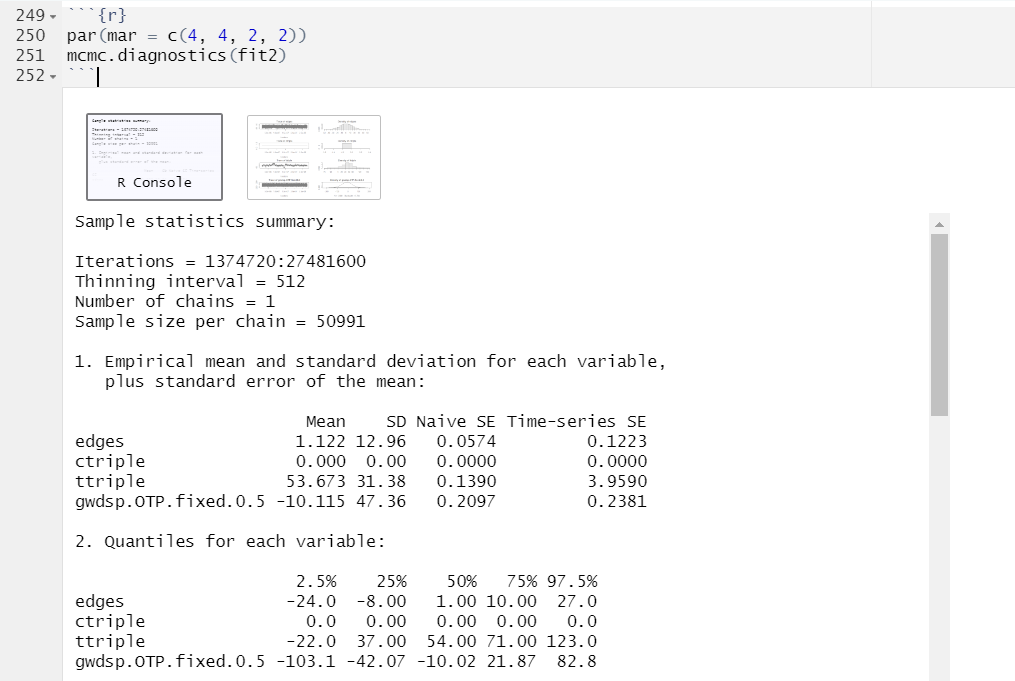 249 ```{r}
250 par(mar = c(4, 4, 2, 2))
251 mcmc.diagnostics(fit2)
252 ```
R Console
Sample statistics summary:
Iterations = 1374720:27481600
Thinning interval = 512
Number of chains = 1
Sample size per chain = 50991
1. Empirical mean and standard deviation for each variable,
plus standard error of the mean:
Mean SD Naive SE Time-series SE
edges 1.122 12.96 0.0574 0.1223
ctriple 0.000 0.00 0.0000 0.0000
ttriple 53.673 31.38 0.1390 3.9590
gwdsp.OTP.fixed.0.5 -10.115 47.36 0.2097 0.2381
2. Quantiles for each variable:
2.5% 25% 50% 75% 97.5%
edges -24.0 -8.00 1.00 10.00 27.0
ctriple 0.0 0.00 0.00 0.00 0.0
ttriple -22.0 37.00 54.00 71.00 123.0
gwdsp.OTP.fixed.0.5 -103.1 -42.07 -10.02 21.87 82.8